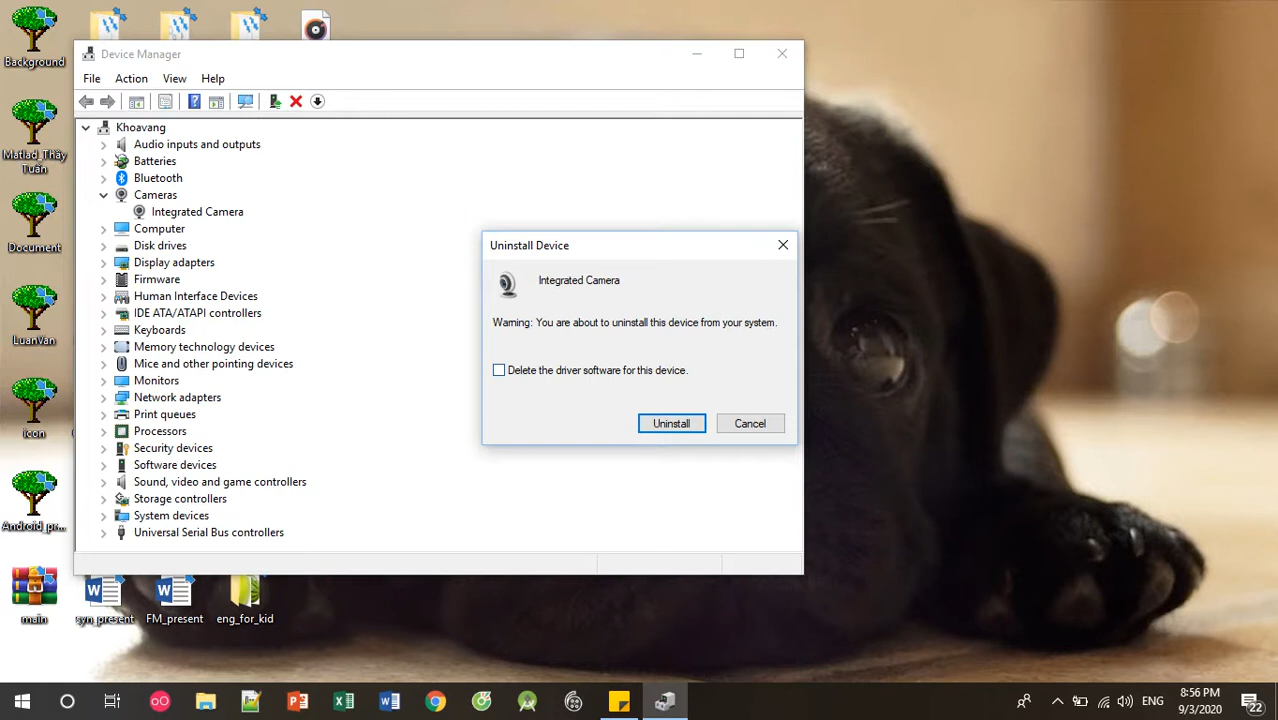 Background
Matlad_Thầy
Tuấn
Document
LuanVăn
icon
Android_pr...
main
syn_present
FM_present
eng_for_kid
Device Manager
File Action View Help
Khoavang
Audio inputs and outputs
Batteries
Bluetooth
Cameras
Integrated Camera
Computer
Disk drives
Display adapters
Firmware
Human Interface Devices
IDE ATA/ATAPI controllers
Keyboards
Memory technology devices
Mice and other pointing devices
Monitors
Network adapters
Print queues
Processors
Security devices
Software devices
Sound, video and game controllers
Storage controllers
System devices
Universal Serial Bus controllers
Uninstall Device
Integrated Camera
Warning: You are about to uninstall this device from your system.
Delete the driver software for this device.
Uninstall Cancel
ENG
8:56 PM
9/3/2020
22